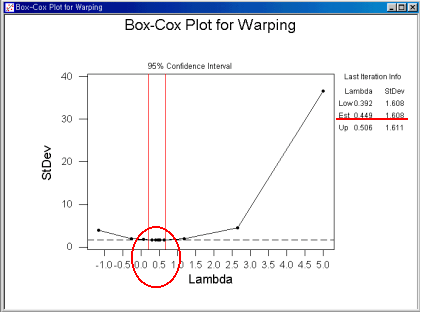 Box-Cox Plot for Warping
Box-Cox Plot for Warping
95% Confidence Interval
Last Iteration Info
Lambda StDev
Low 0.392 1.608
Est 0.449 1.608
Up 0.506 1.611
40
30
20
10
0
StDev
-1.0 -0.5 0.0 0.5 1.0 1.5 2.0 2.5 3.0 3.5 4.0 4.5 5.0
Lambda